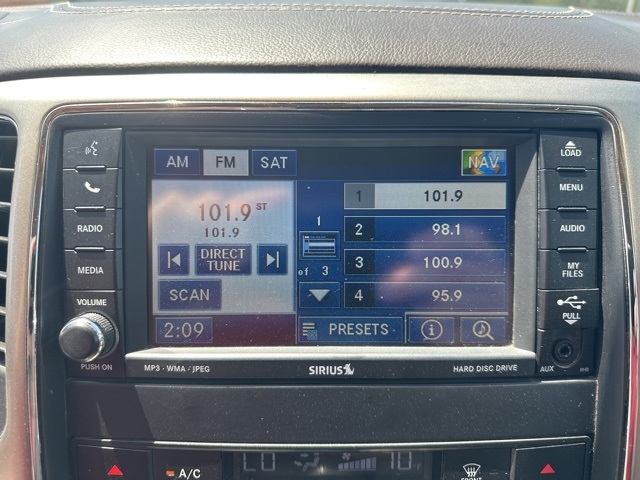 AM FM SAT NAV
LOAD
MENU
RADIO
AUDIO
MEDIA
MY FILES
VOLUME
PUSH ON
PULL
AUX
101.9 ST
101.9
DIRECT TUNE
SCAN
2:09
1
of 3
1 101.9
2 98.1
3 100.9
4 95.9
PRESETS
MP3 · WMA · JPEG
SIRIUS
HARD DISC DRIVE
A/C
LO
FRONT